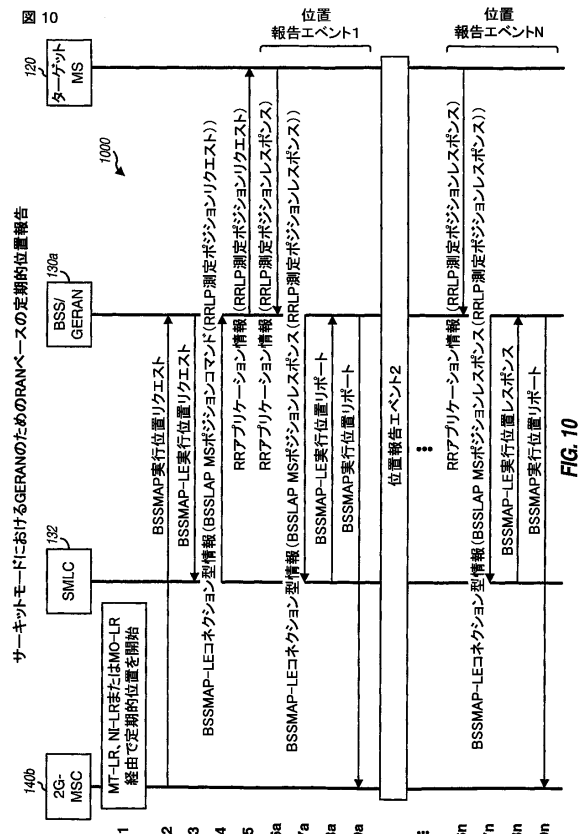 図 10
サーキットモードにおけるGERANのためのRANベースの定期的位置報告
140b
2G-
MSC
132
SMLC
130a
BSS/
GERAN
120
ターゲット
MS
1000
1
MT-LR、NI-LRまたはMO-LR
経由で定期的位置を開始
2
BSSMAP実行位置リクエスト
3
BSSMAP-LE実行位置リクエスト
4
BSSMAP-LEコネクション型情報(BSSLAP MSポジションコマンド(RRLP測定ポジションリクエスト))
5
RRアプリケーション情報(RRLP測定ポジションリクエスト)
位置
報告エベント1
6a
RRアプリケーション情報(RRLP測定ポジションレスポンス)
7a
BSSMAP-LEコネクション型情報(BSSLAP MSポジションレスポンス(RRLP測定ポジションレスポンス))
8a
BSSMAP-LE実行位置リポート
9a
BSSMAP実行位置リポート
位置報告エベント2
位置
報告エベントN
6n
RRアプリケーション情報(RRLP測定ポジションレスポンス)
7n
BSSMAP-LEコネクション型情報(BSSLAP MSポジションレスポンス(RRLP測定ポジションレスポンス))
8n
BSSMAP-LE実行位置レスポンス
9n
BSSMAP実行位置リポート
FIG. 10